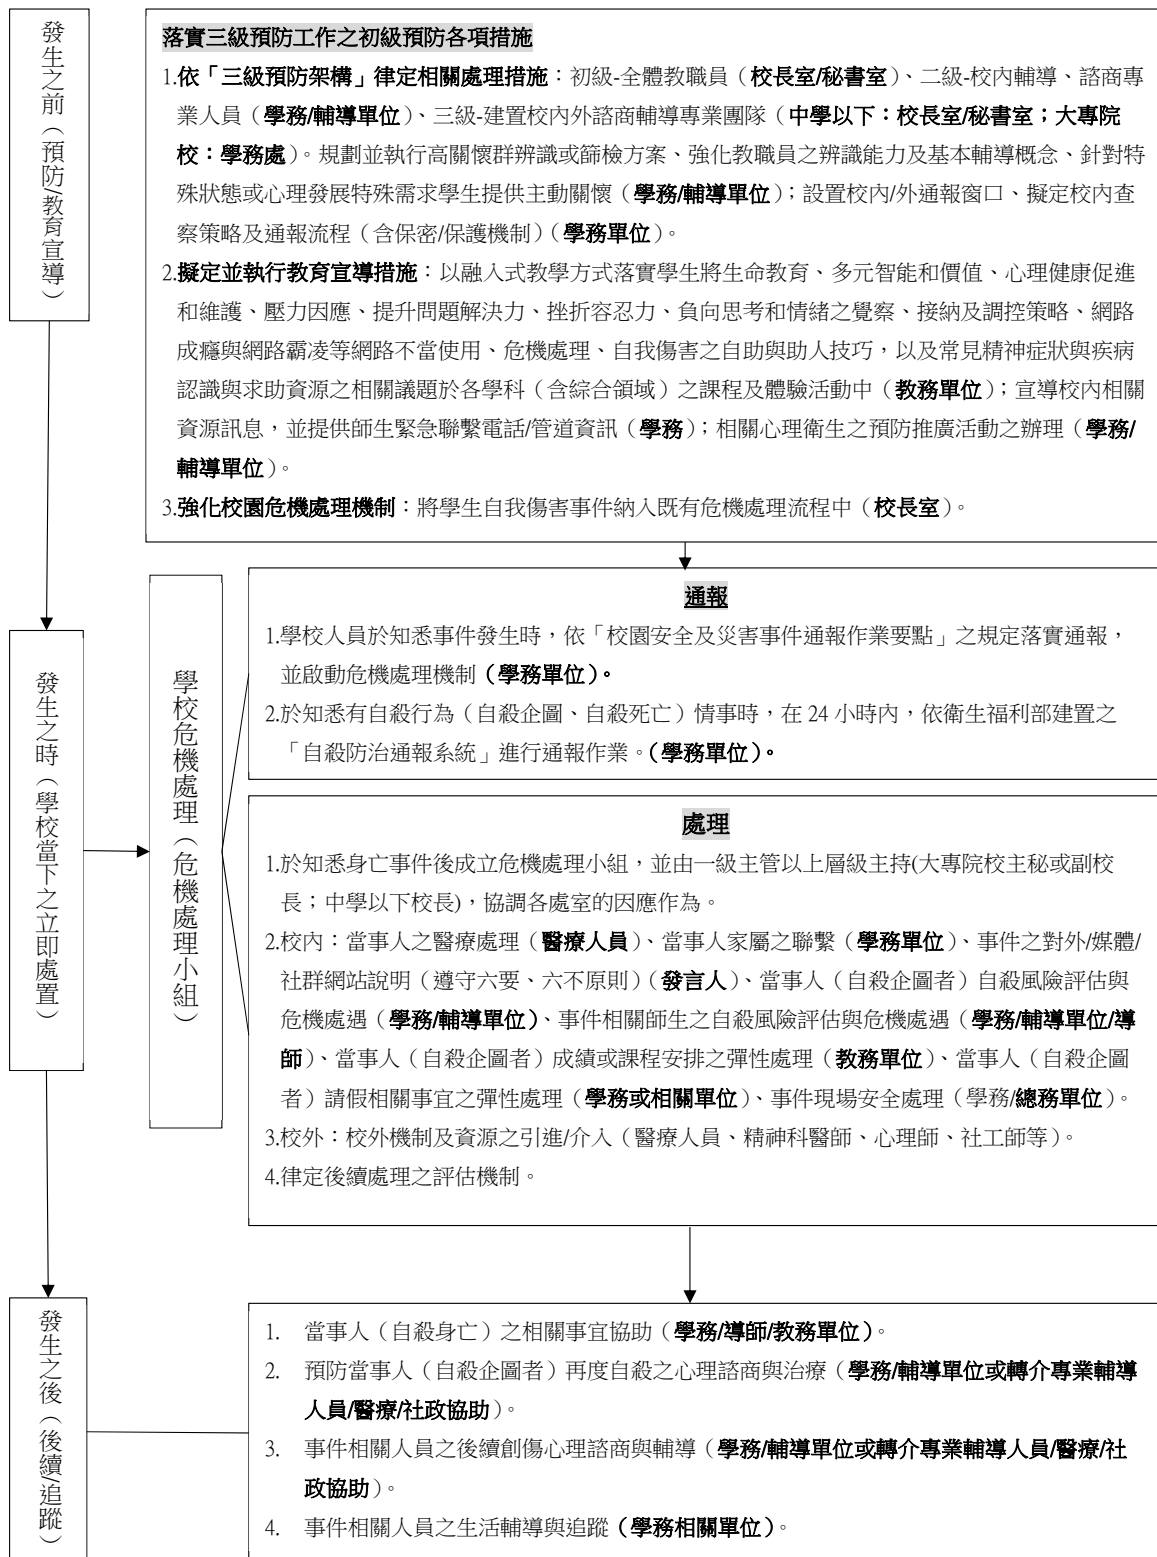 發生之前（預防/教育宣導）
落實三級預防工作之初級預防各項措施
1.依「三級預防架構」律定相關處理措施：初級-全體教職員（校長室/秘書室）、二級-校內輔導、諮商專
業人員（學務/輔導單位）、三級-建置校內外諮商輔導專業團隊（中學以下：校長室/秘書室；大專院
校：學務處）。規劃並執行高關懷群辨識或篩檢方案、強化教職員之辨識能力及基本輔導概念、針對特
殊狀態或心理發展特殊需求學生提供主動關懷（學務/輔導單位）；設置校內/外通報窗口、擬定校內查
察策略及通報流程（含保密/保護機制）（學務單位）。
2.擬定並執行教育宣導措施：以融入式教學方式落實學生將生命教育、多元智能和價值、心理健康促進
和維護、壓力因應、提升問題解決力、挫折容忍力、負向思考和情緒之覺察、接納及調控策略、網路
成癮與網路霸凌等網路不當使用、危機處理、自我傷害之自助與助人技巧，以及常見精神症狀與疾病
認識與求助資源之相關議題於各學科（含綜合領域）之課程及體驗活動中（教務單位）；宣導校內相關
資源訊息，並提供師生緊急聯繫電話/管道資訊（學務）；相關心理衛生之預防推廣活動之辦理（學務/
輔導單位）。
3.強化校園危機處理機制：將學生自我傷害事件納入既有危機處理流程中（校長室）。
發生之時（學校當下之立即處置）
學校危機處理（危機處理小組）
通報
1.學校人員於知悉事件發生時，依「校園安全及災害事件通報作業要點」之規定落實通報，
並啟動危機處理機制（學務單位）。
2.於知悉有自殺行為（自殺企圖、自殺死亡）情事時，在 24 小時內，依衛生福利部建置之
「自殺防治通報系統」進行通報作業。（學務單位）。
處理
1.於知悉身亡事件後成立危機處理小組，並由一級主管以上層級主持(大專院校主秘或副校
長；中學以下校長)，協調各處室的因應作為。
2.校內：當事人之醫療處理（醫療人員）、當事人家屬之聯繫（學務單位）、事件之對外/媒體/
社群網站說明（遵守六要、六不原則）（發言人）、當事人（自殺企圖者）自殺風險評估與
危機處遇（學務/輔導單位）、事件相關師生之自殺風險評估與危機處遇（學務/輔導單位/導
師）、當事人（自殺企圖者）成績或課程安排之彈性處理（教務單位）、當事人（自殺企圖
者）請假相關事宜之彈性處理（學務或相關單位）、事件現場安全處理（學務/總務單位）。
3.校外：校外機制及資源之引進/介入（醫療人員、精神科醫師、心理師、社工師等）。
4.律定後續處理之評估機制。
發生之後（後續/追蹤）
1. 當事人（自殺身亡）之相關事宜協助（學務/導師/教務單位）。
2. 預防當事人（自殺企圖者）再度自殺之心理諮商與治療（學務/輔導單位或轉介專業輔導
人員/醫療/社政協助）。
3. 事件相關人員之後續創傷心理諮商與輔導（學務/輔導單位或轉介專業輔導人員/醫療/社
政協助）。
4. 事件相關人員之生活輔導與追蹤（學務相關單位）。